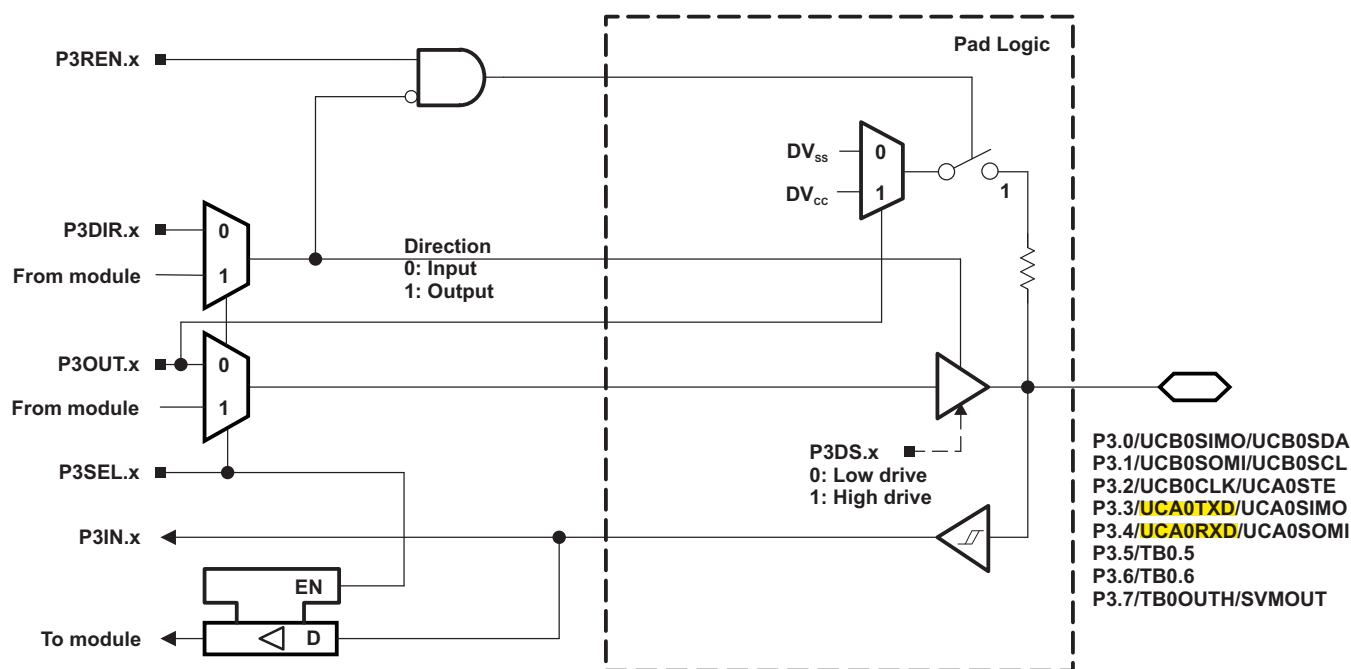 Pad Logic
P3REN.x
DVSS
0
DVCC
1
1
P3DIR.x
0
From module
1
Direction
0: Input
1: Output
P3OUT.x
0
From module
1
P3SEL.x
P3DS.x
0: Low drive
1: High drive
P3IN.x
EN
To module
D
P3.0/UCB0SIMO/UCB0SDA
P3.1/UCB0SOMI/UCB0SCL
P3.2/UCB0CLK/UCA0STE
P3.3/UCA0TXD/UCA0SIMO
P3.4/UCA0RXD/UCA0SOMI
P3.5/TB0.5
P3.6/TB0.6
P3.7/TB0OUTH/SVMOUT